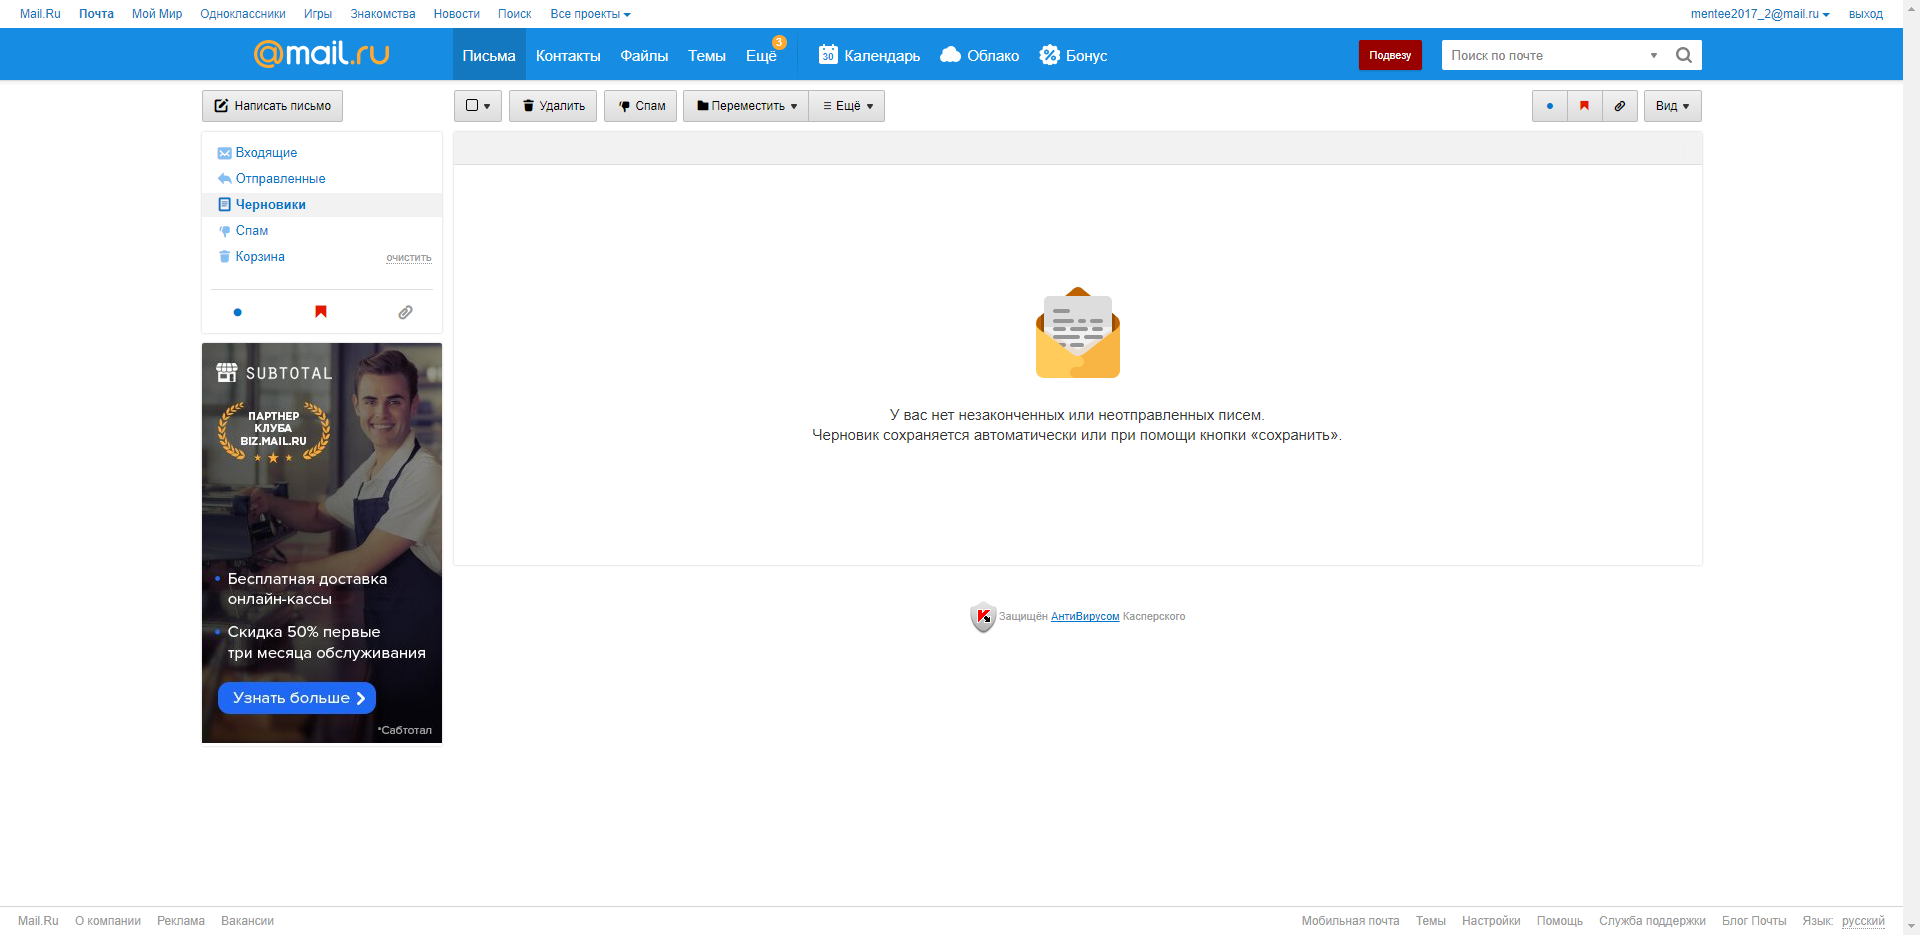 Mail.Ru Почта Мой Мир Одноклассники Игры Знакомства Новости Поиск Все проекты mentee2017_2@mail.ru выход
@mail.ru Письма Контакты Файлы Темы Ещё 3 30 Календарь Облако Бонус Подвезу Поиск по почте
Написать письмо Удалить Спам Переместить Ещё Вид
Входящие
Отправленные
Черновики
Спам
Корзина очистить
SUBTOTAL
ПАРТНЕР
КЛУБА
BIZ.MAIL.RU
Бесплатная доставка
онлайн-кассы
Скидка 50% первые
три месяца обслуживания
Узнать больше
*Сабтотал
У вас нет незаконченных или неотправленных писем.
Черновик сохраняется автоматически или при помощи кнопки «сохранить».
Защищён АнтиВирусом Касперского
Mail.Ru О компании Реклама Вакансии Мобильная почта Темы Настройки Помощь Служба поддержки Блог Почты Язык: русский